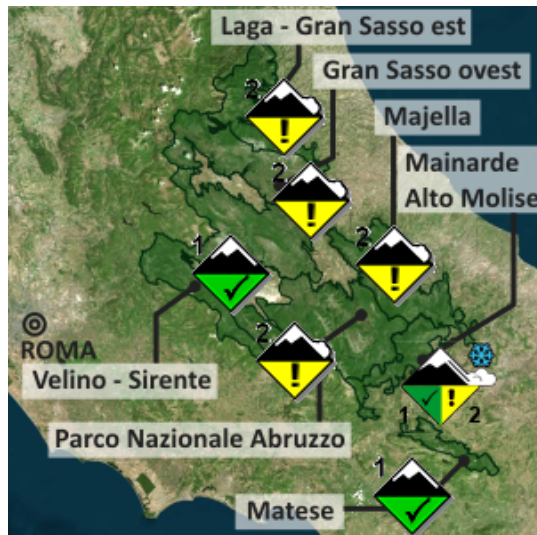 Laga - Gran Sasso est
Gran Sasso ovest
2
Majella
Mainarde
Alto Molise
2
1
2
ROMA
2
Velino - Sirente
1
2
Parco Nazionale Abruzzo
1
Matese